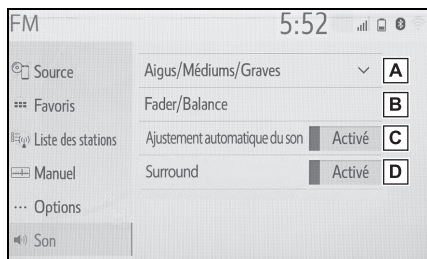 FM
5:52
Source
Favoris
Liste des stations
Manuel
Options
Son
Aigus/Médiums/Graves
A
Fader/Balance
B
Ajustement automatique du son
Activé
C
Surround
Activé
D